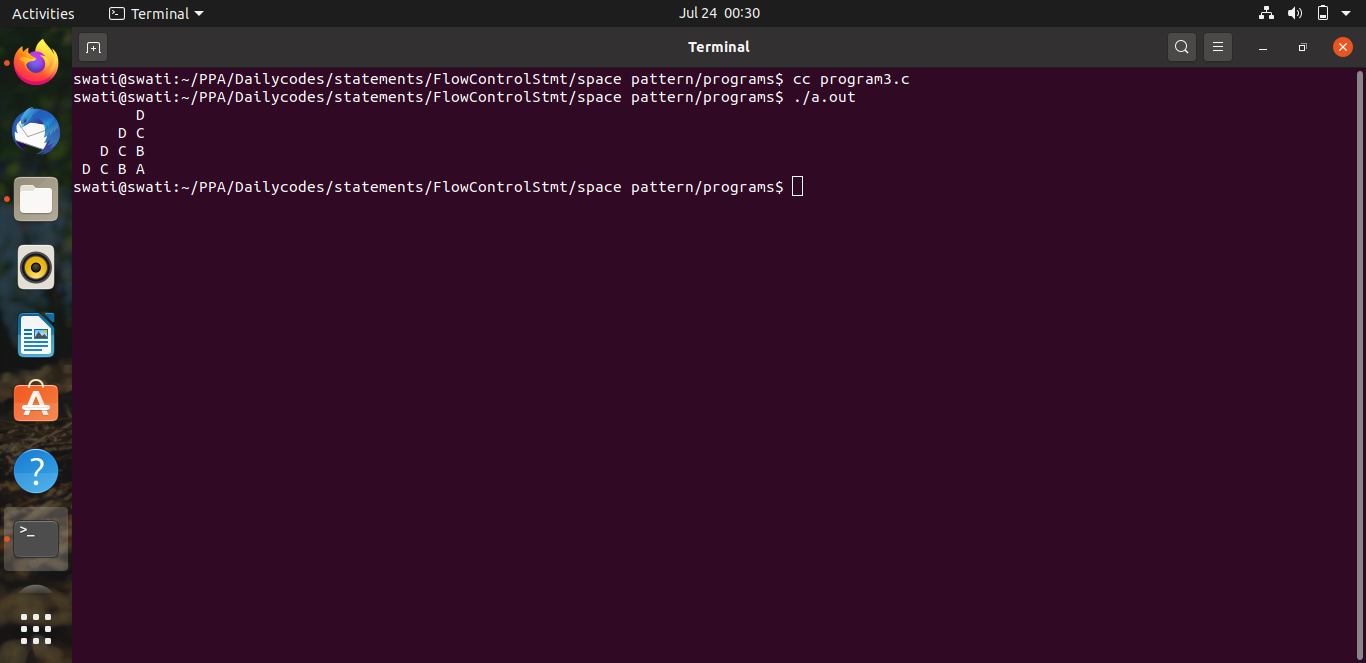 Activities Terminal Jul 24 00:30
Terminal
swati@swati:~/PPA/Dailycodes/statements/FlowControlStmt/space pattern/programs$ cc program3.c
swati@swati:~/PPA/Dailycodes/statements/FlowControlStmt/space pattern/programs$ ./a.out
       D
     D C
   D C B
 D C B A
swati@swati:~/PPA/Dailycodes/statements/FlowControlStmt/space pattern/programs$